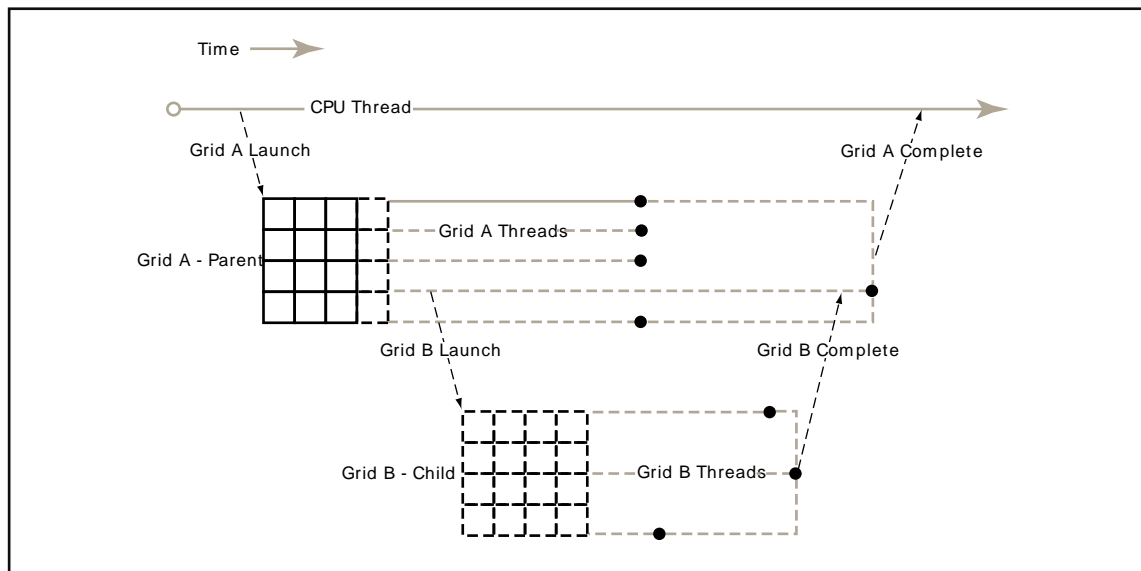 Time
CPU Thread
Grid A Launch
Grid A Complete
Grid A Threads
Grid A - Parent
Grid B Launch
Grid B Complete
Grid B - Child
Grid B Threads